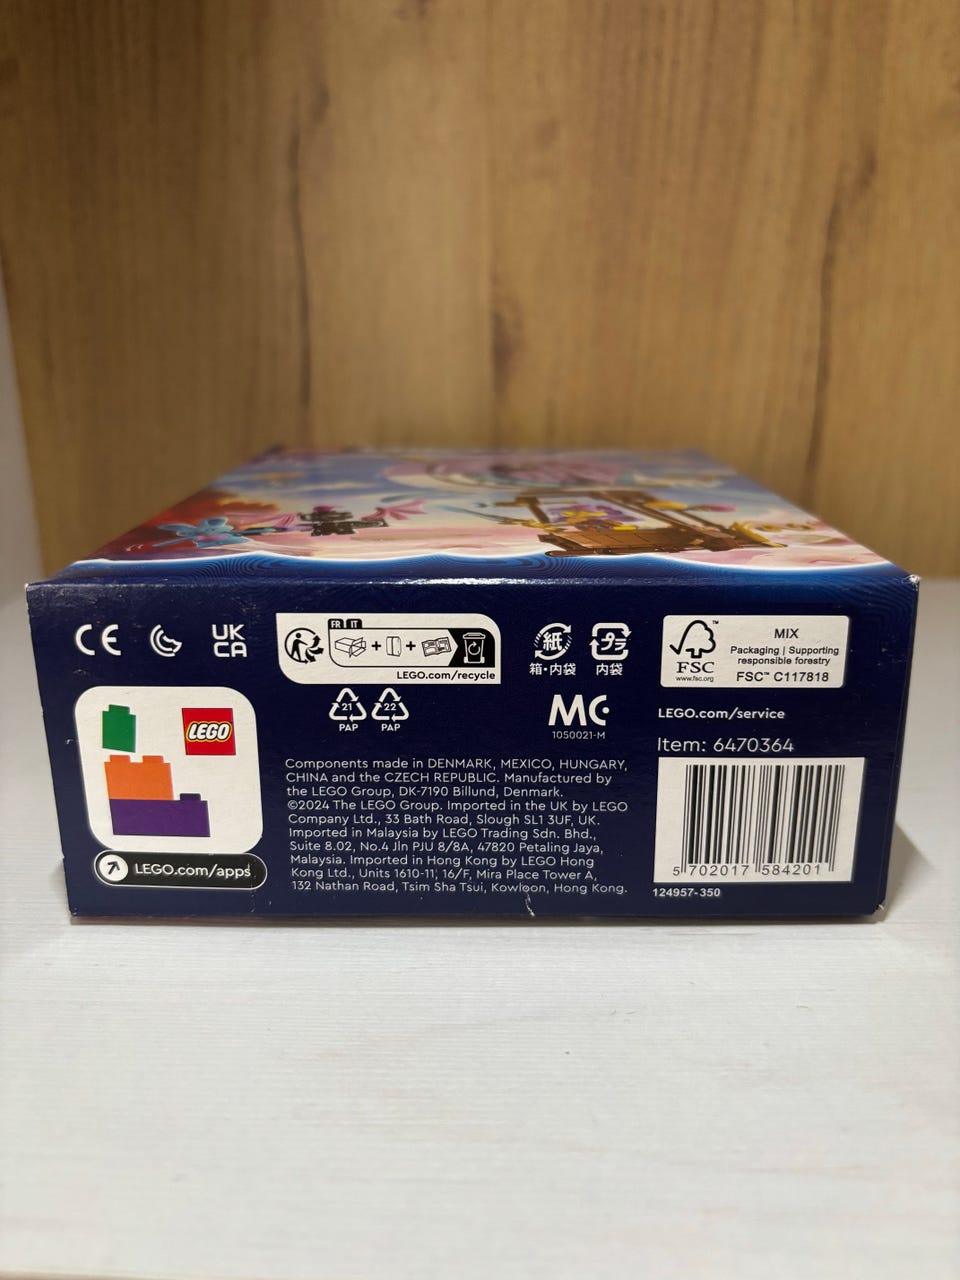 CE
UK
CA
FR IT
LEGO.com/recycle
紙
箱・内袋
プラ
内袋
FSC™
www.fsc.org
MIX
Packaging | Supporting
responsible forestry
FSC™ C117818
21
PAP
22
PAP
MC
1050021-M
LEGO.com/service
Item: 6470364
LEGO
LEGO.com/apps
Components made in DENMARK, MEXICO, HUNGARY,
CHINA and the CZECH REPUBLIC. Manufactured by
the LEGO Group, DK-7190 Billund, Denmark.
©2024 The LEGO Group. Imported in the UK by LEGO
Company Ltd., 33 Bath Road, Slough SL1 3UF, UK.
Imported in Malaysia by LEGO Trading Sdn. Bhd.,
Suite 8.02, No.4 Jln PJU 8/8A, 47820 Petaling Jaya,
Malaysia. Imported in Hong Kong by LEGO Hong
Kong Ltd., Units 1610-11, 16/F, Mira Place Tower A,
132 Nathan Road, Tsim Sha Tsui, Kowloon, Hong Kong.
5 702017 584201
124957-350